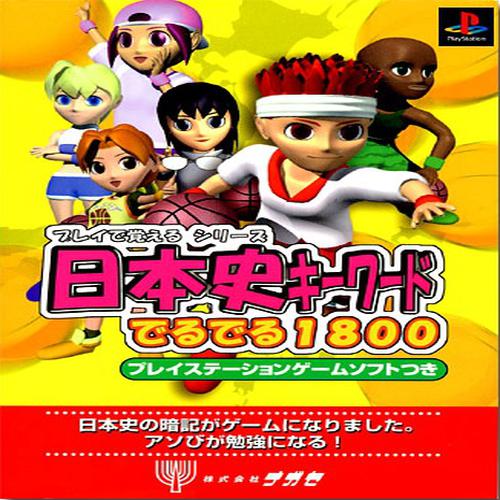 PlayStation
プレイで覚える シリーズ
日本史キーワード
でるでる1800
プレイステーションゲームソフトつき
日本史の暗記がゲームになりました。
アソびが勉強になる！
株式会社 ナガセ